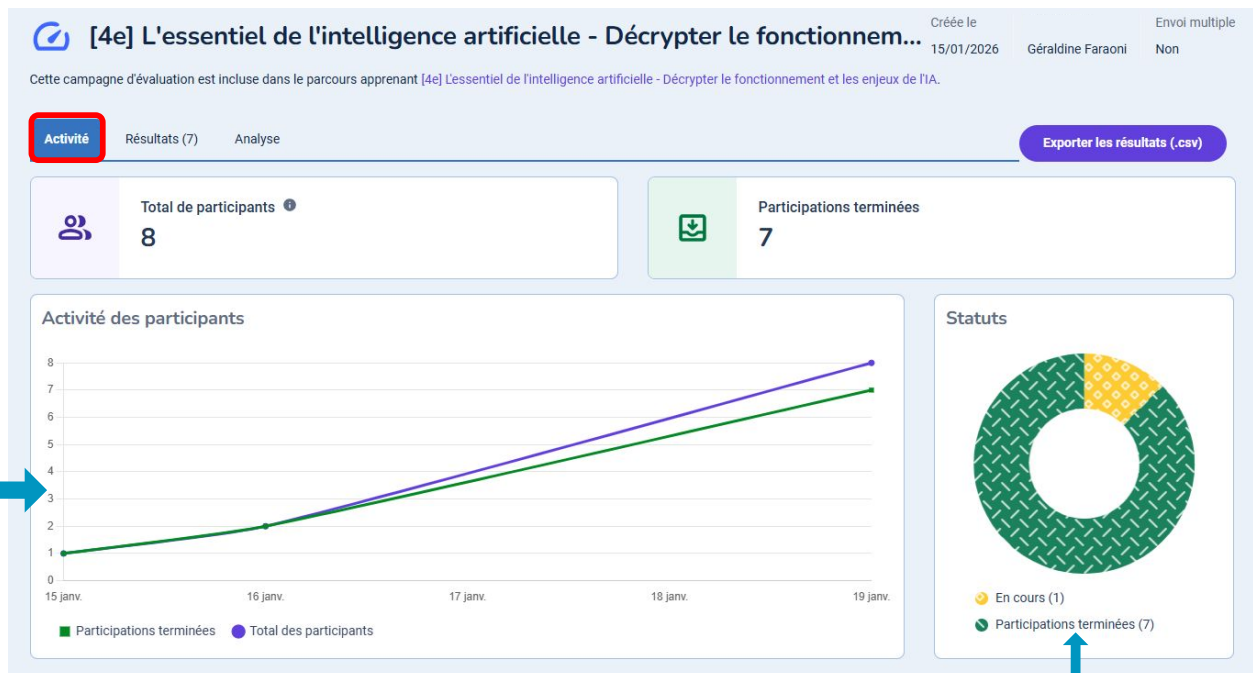 [4e] L'essentiel de l'intelligence artificielle - Décrypter le fonctionnem...
Créée le
15/01/2026
Géraldine Faraoni
Envoi multiple
Non
Cette campagne d'évaluation est incluse dans le parcours apprenant [4e] L'essentiel de l'intelligence artificielle - Décrypter le fonctionnement et les enjeux de l'IA.
Activité
Résultats (7)
Analyse
Exporter les résultats (.csv)
Total de participants
8
Participations terminées
7
Activité des participants
8
7
6
5
4
3
2
1
0
15 janv.
16 janv.
17 janv.
18 janv.
19 janv.
Participations terminées
Total des participants
Statuts
En cours (1)
Participations terminées (7)